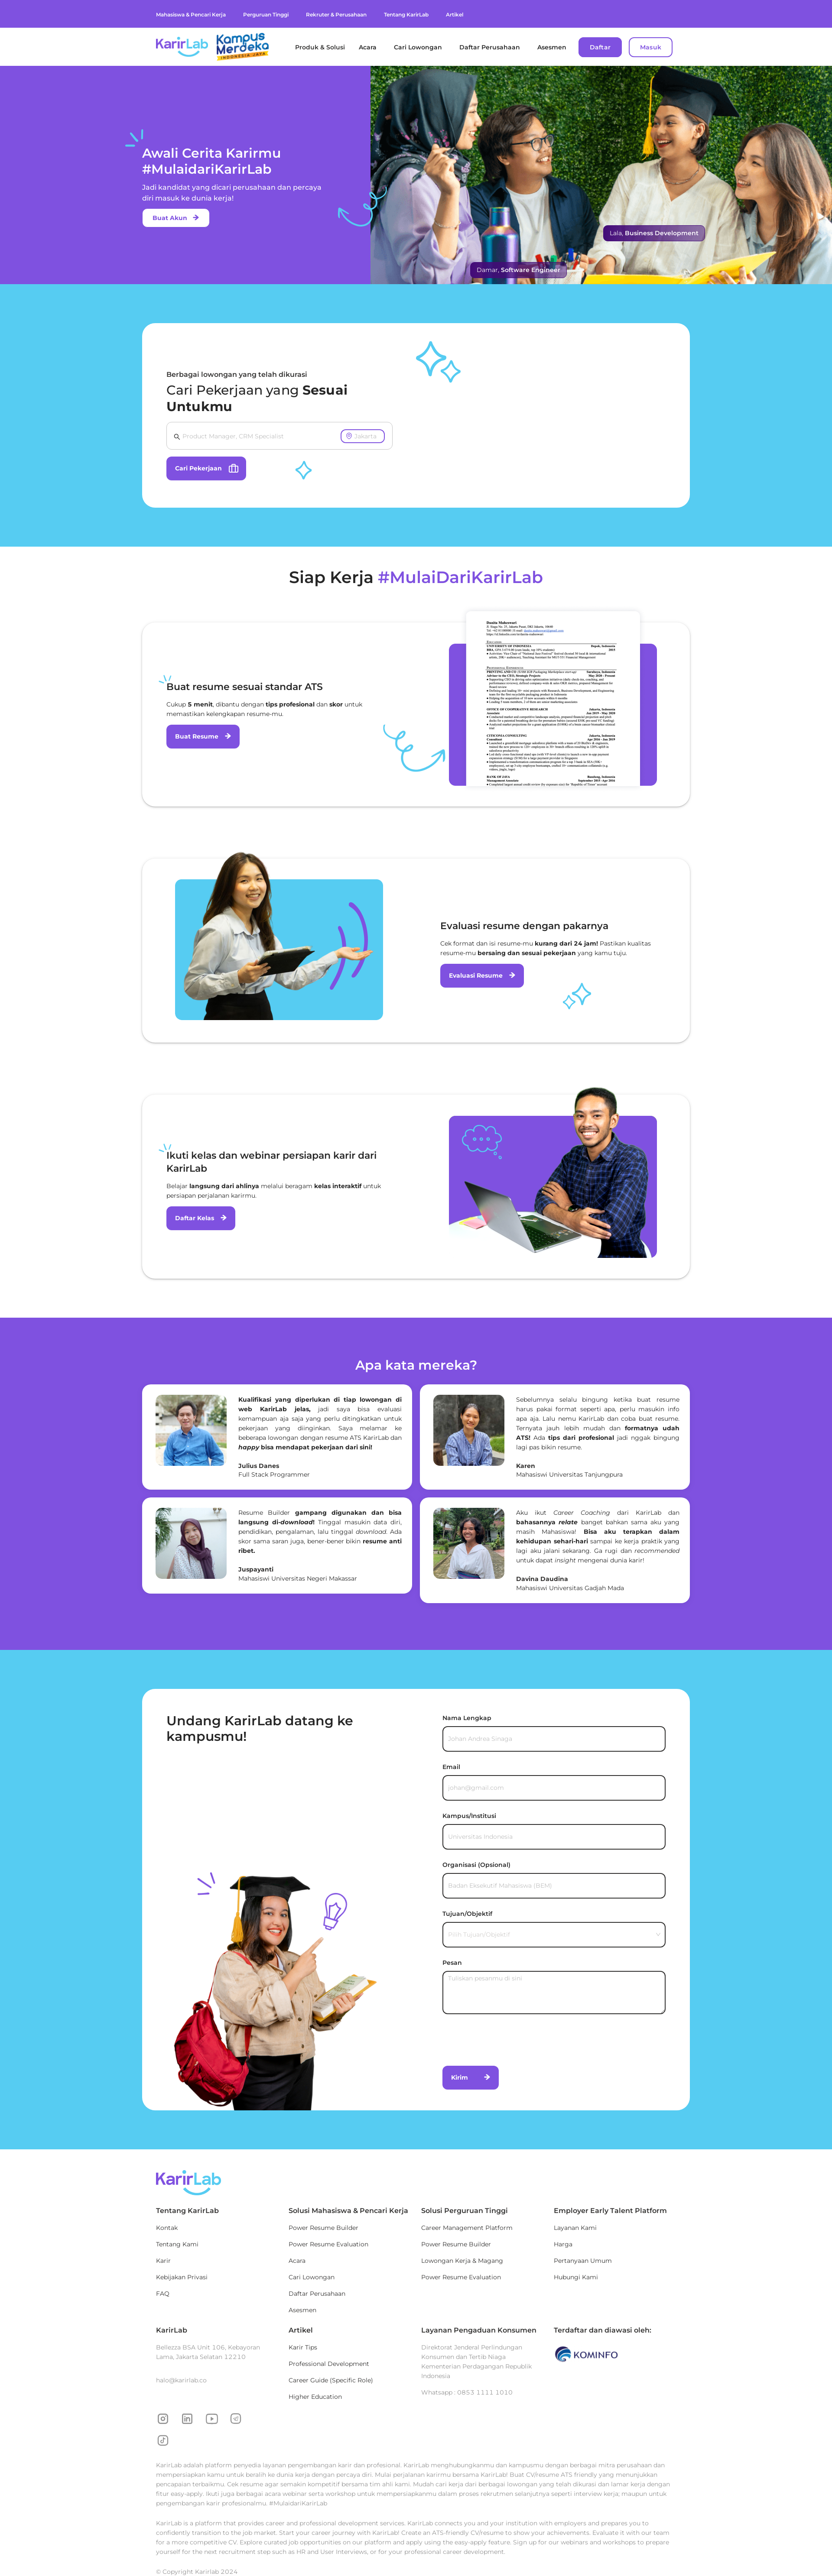 Mahasiswa & Pencari Kerja Perguruan Tinggi Rekruter & Perusahaan Tentang KarirLab Artikel
KarirLab Kampus Merdeka INDONESIA JAYA Produk & Solusi Acara Cari Lowongan Daftar Perusahaan Asesmen Daftar Masuk
Awali Cerita Karirmu
#MulaidariKarirLab
Jadi kandidat yang dicari perusahaan dan percaya
diri masuk ke dunia kerja!
Buat Akun
Lala, Business Development
Damar, Software Engineer
Berbagai lowongan yang telah dikurasi
Cari Pekerjaan yang Sesuai
Untukmu
Product Manager, CRM Specialist Jakarta
Cari Pekerjaan
Siap Kerja #MulaiDariKarirLab
Buat resume sesuai standar ATS
Cukup 5 menit, dibantu dengan tips profesional dan skor untuk
memastikan kelengkapan resume-mu.
Buat Resume
Evaluasi resume dengan pakarnya
Cek format dan isi resume-mu kurang dari 24 jam! Pastikan kualitas
resume-mu bersaing dan sesuai pekerjaan yang kamu tuju.
Evaluasi Resume
Ikuti kelas dan webinar persiapan karir dari
KarirLab
Belajar langsung dari ahlinya melalui beragam kelas interaktif untuk
persiapan perjalanan karirmu.
Daftar Kelas
Apa kata mereka?
Kualifikasi yang diperlukan di tiap lowongan di
web KarirLab jelas, jadi saya bisa evaluasi
kemampuan aja saja yang perlu ditingkatkan untuk
pekerjaan yang diinginkan. Saya melamar ke
beberapa lowongan dengan resume ATS KarirLab dan
happy bisa mendapat pekerjaan dari sini!
Julius Danes
Full Stack Programmer
Sebelumnya selalu bingung ketika buat resume
harus pakai format seperti apa, perlu masukin info
apa aja. Lalu nemu KarirLab dan coba buat resume.
Ternyata jauh lebih mudah dan formatnya udah
ATS! Ada tips dari profesional jadi nggak bingung
lagi pas bikin resume.
Karen
Mahasiswi Universitas Tanjungpura
Resume Builder gampang digunakan dan bisa
langsung di-download! Tinggal masukin data diri,
pendidikan, pengalaman, lalu tinggal download. Ada
skor sama saran juga, bener-bener bikin resume anti
ribet.
Juspayanti
Mahasiswi Universitas Negeri Makassar
Aku ikut Career Coaching dari KarirLab dan
bahasannya relate banget bahkan sama aku yang
masih Mahasiswa! Bisa aku terapkan dalam
kehidupan sehari-hari sampai ke kerja praktik yang
lagi aku jalani sekarang. Ga rugi dan recommended
untuk dapat insight mengenai dunia karir!
Davina Daudina
Mahasiswi Universitas Gadjah Mada
Undang KarirLab datang ke
kampusmu!
Nama Lengkap
Johan Andrea Sinaga
Email
johan@gmail.com
Kampus/Institusi
Universitas Indonesia
Organisasi (Opsional)
Badan Eksekutif Mahasiswa (BEM)
Tujuan/Objektif
Pilih Tujuan/Objektif
Pesan
Tuliskan pesanmu di sini
Kirim
KarirLab
Tentang KarirLab
Kontak
Tentang Kami
Karir
Kebijakan Privasi
FAQ
Solusi Mahasiswa & Pencari Kerja
Power Resume Builder
Power Resume Evaluation
Acara
Cari Lowongan
Daftar Perusahaan
Asesmen
Solusi Perguruan Tinggi
Career Management Platform
Power Resume Builder
Lowongan Kerja & Magang
Power Resume Evaluation
Employer Early Talent Platform
Layanan Kami
Harga
Pertanyaan Umum
Hubungi Kami
KarirLab
Bellezza BSA Unit 106, Kebayoran
Lama, Jakarta Selatan 12210
halo@karirlab.co
Artikel
Karir Tips
Professional Development
Career Guide (Specific Role)
Higher Education
Layanan Pengaduan Konsumen
Direktorat Jenderal Perlindungan
Konsumen dan Tertib Niaga
Kementerian Perdagangan Republik
Indonesia
Whatsapp : 0853 1111 1010
Terdaftar dan diawasi oleh:
KOMINFO
KarirLab adalah platform penyedia layanan pengembangan karir dan profesional. KarirLab menghubungkanmu dan kampusmu dengan berbagai mitra perusahaan dan
mempersiapkan kamu untuk beralih ke dunia kerja dengan percaya diri. Mulai perjalanan karirmu bersama KarirLab! Buat CV/resume ATS friendly yang menunjukkan
pencapaian terbaikmu. Cek resume agar semakin kompetitif bersama tim ahli kami. Mudah cari kerja dari berbagai lowongan yang telah dikurasi dan lamar kerja dengan
fitur easy-apply. Ikuti juga berbagai acara webinar serta workshop untuk mempersiapkanmu dalam proses rekrutmen selanjutnya seperti interview kerja, maupun untuk
pengembangan karir profesionalmu. #MulaidariKarirLab
KarirLab is a platform that provides career and professional development services. KarirLab connects you and your institution with employers and prepares you to
confidently transition to the job market. Start your career journey with KarirLab! Create an ATS-friendly CV/resume to show your achievements. Evaluate it with our team
for a more competitive CV. Explore curated job opportunities on our platform and apply using the easy-apply feature. Sign up for our webinars and workshops to prepare
yourself for the next recruitment step such as HR and User Interviews, or for your professional career development.
© Copyright Karirlab 2024